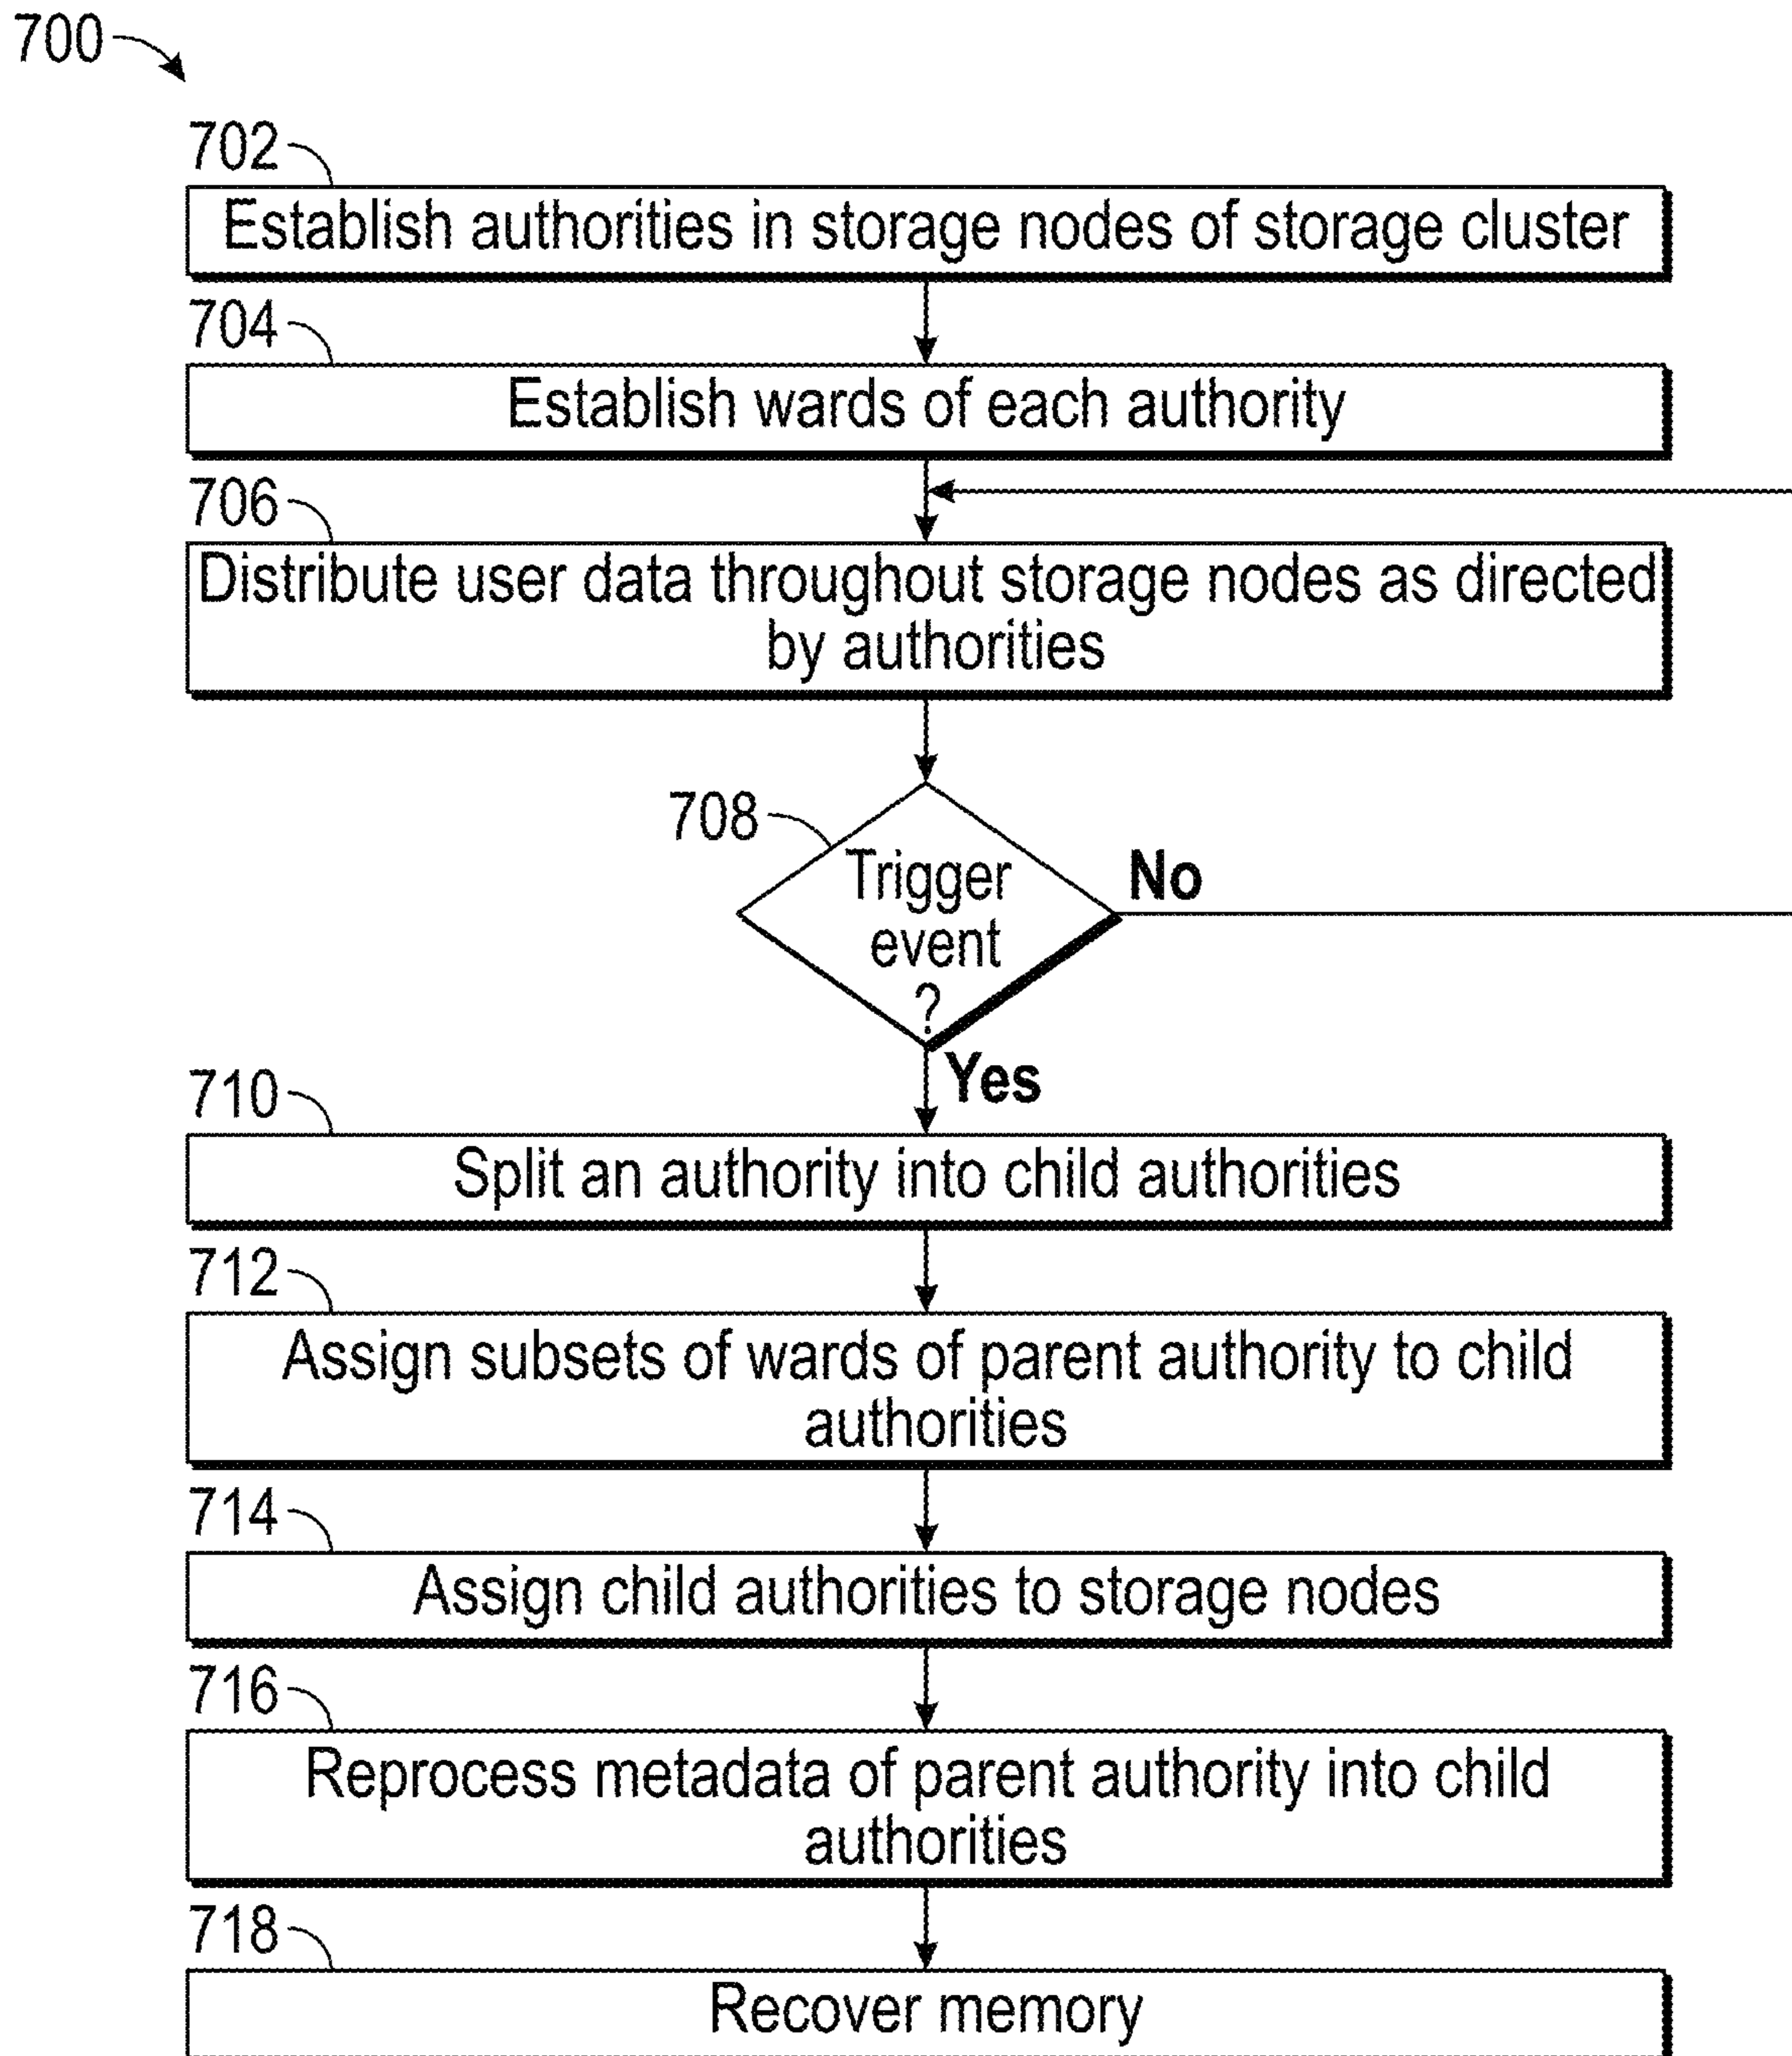 700
702
Establish authorities in storage nodes of storage cluster
704
Establish wards of each authority
706
Distribute user data throughout storage nodes as directed
by authorities
708
Trigger
event
?
No
Yes
710
Split an authority into child authorities
712
Assign subsets of wards of parent authority to child
authorities
714
Assign child authorities to storage nodes
716
Reprocess metadata of parent authority into child
authorities
718
Recover memory